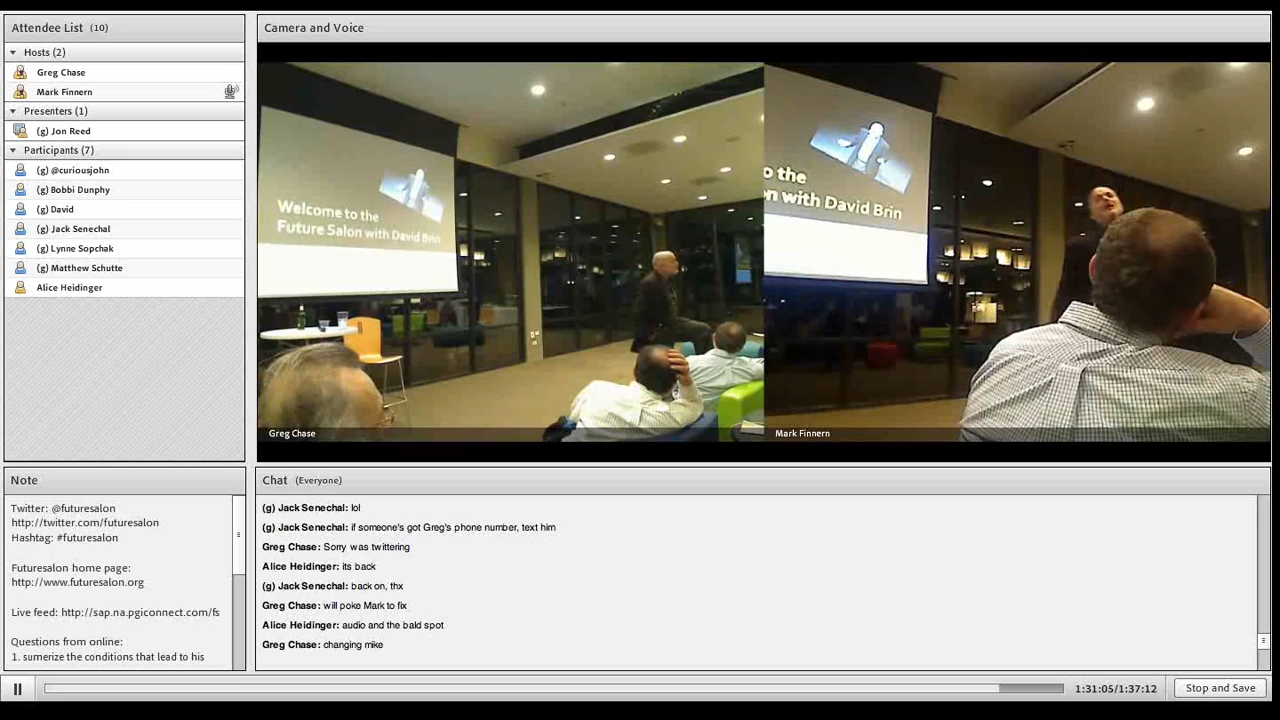 Attendee List (10)
Hosts (2)
Greg Chase
Mark Finnern
Presenters (1)
(g) Jon Reed
Participants (7)
(g) @curiousjohn
(g) Bobbi Dunphy
(g) David
(g) Jack Senechal
(g) Lynne Sopchak
(g) Matthew Schutte
Alice Heidinger
Camera and Voice
Welcome to the
Future Salon with David Brin
Greg Chase
o the
on with David Brin
Mark Finnern
Note
Twitter: @futuresalon
http://twitter.com/futuresalon
Hashtag: #futuresalon
Futuresalon home page:
http://www.futuresalon.org
Live feed: http://sap.na.pgiconnect.com/fs
Questions from online:
1. sumerize the conditions that lead to his
Chat (Everyone)
(g) Jack Senechal: lol
(g) Jack Senechal: if someone's got Greg's phone number, text him
Greg Chase: Sorry was twittering
Alice Heidinger: its back
(g) Jack Senechal: back on, thx
Greg Chase: will poke Mark to fix
Alice Heidinger: audio and the bald spot
Greg Chase: changing mike
1:31:05/1:37:12
Stop and Save